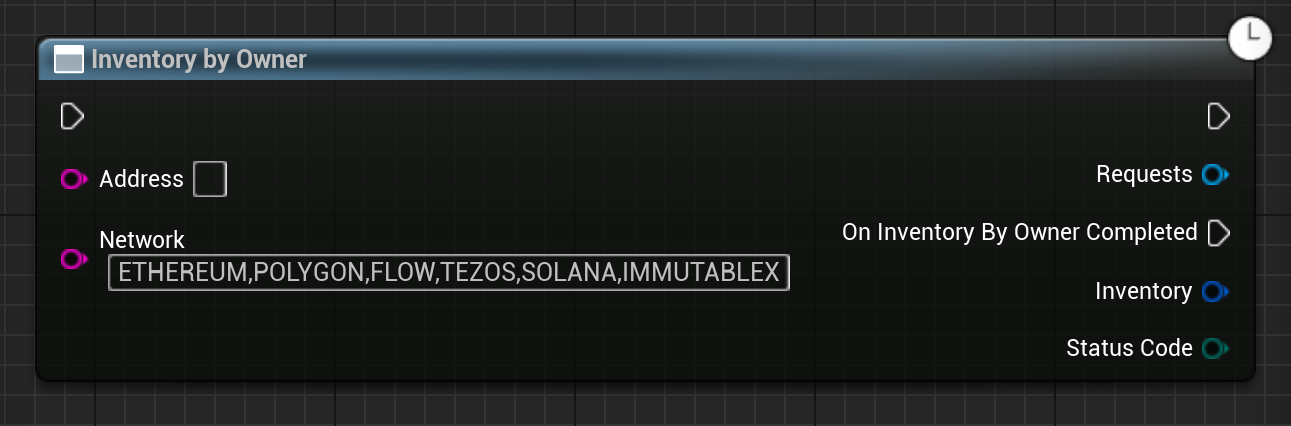 Inventory by Owner
Address
Requests
Network
ETHEREUM,POLYGON,FLOW,TEZOS,SOLANA,IMMUTABLEX
On Inventory By Owner Completed
Inventory
Status Code